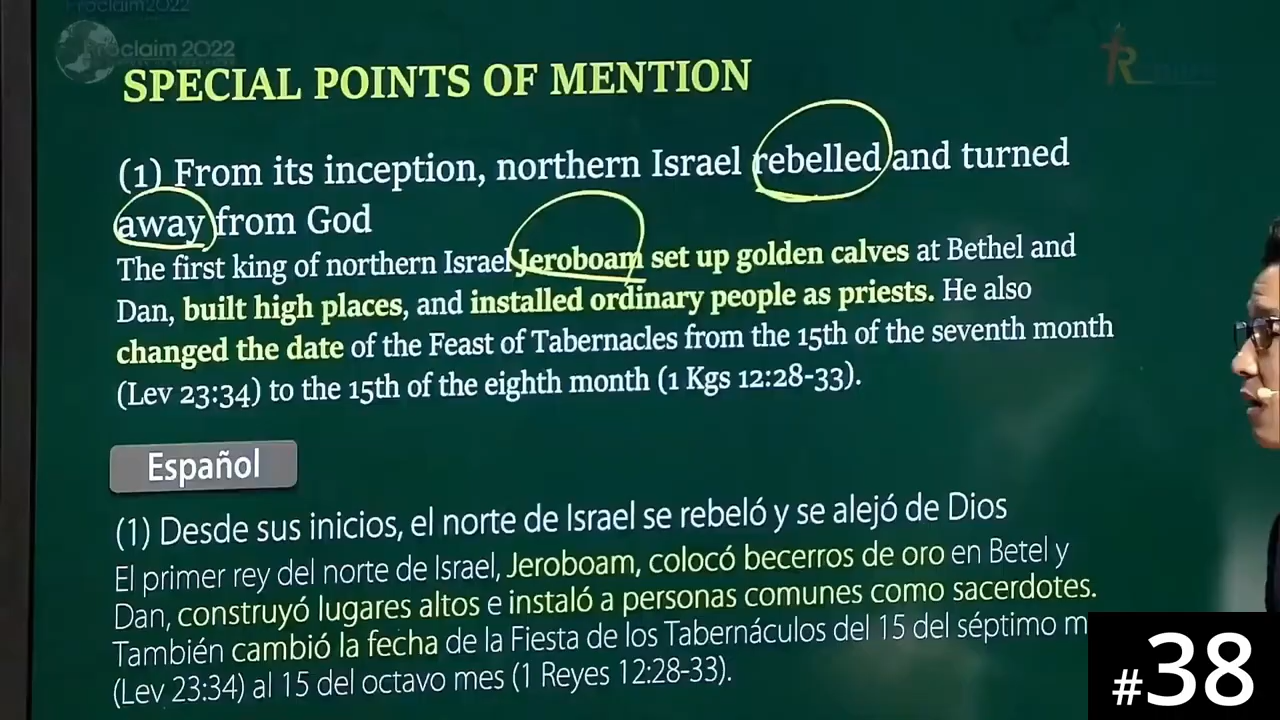 Proclaim2022
Proclaim 2022
SPECIAL POINTS OF MENTION
(1) From its inception, northern Israel rebelled and turned
away from God
The first king of northern Israel Jeroboam set up golden calves at Bethel and
Dan, built high places, and installed ordinary people as priests. He also
changed the date of the Feast of Tabernacles from the 15th of the seventh month
(Lev 23:34) to the 15th of the eighth month (1 Kgs 12:28-33).
Español
(1) Desde sus inicios, el norte de Israel se rebeló y se alejó de Dios
El primer rey del norte de Israel, Jeroboam, colocó becerros de oro en Betel y
Dan, construyó lugares altos e instaló a personas comunes como sacerdotes.
También cambió la fecha de la Fiesta de los Tabernáculos del 15 del séptimo m
(Lev 23:34) al 15 del octavo mes (1 Reyes 12:28-33).
#38